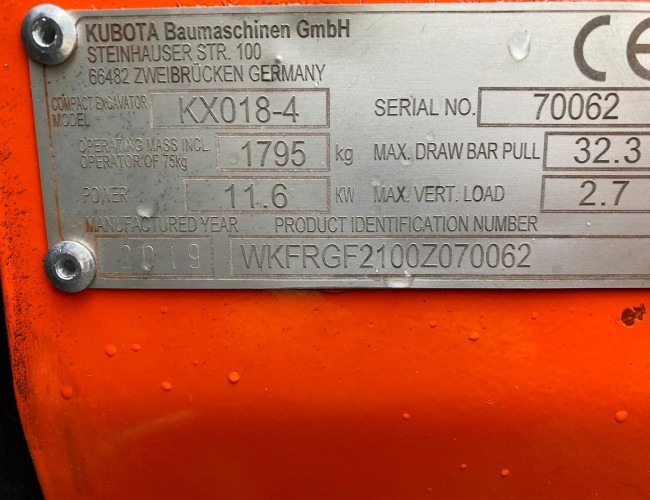 KUBOTA Baumaschinen GmbH
STEINHAUSER STR. 100
66482 ZWEIBRÜCKEN GERMANY
CE
COMPACT EXCAVATOR
MODEL
KX018-4
SERIAL NO.
70062
OPERATING MASS INCL.
OPERATOR OF 75kg
1795 kg
MAX. DRAW BAR PULL
32.3
POWER
11.6 KW
MAX. VERT. LOAD
2.7
MANUFACTURED YEAR
PRODUCT IDENTIFICATION NUMBER
2019
WKFRGF2100Z070062